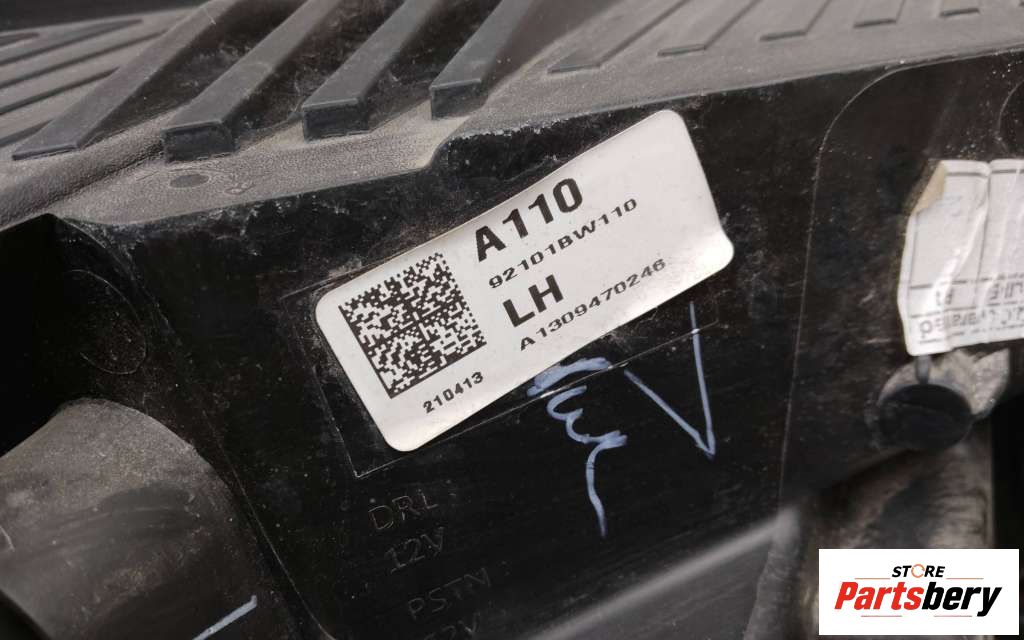 A110
92101BW110
LH
A1309470246
210413
DRL
12V
PSTN
STORE
Partsbery